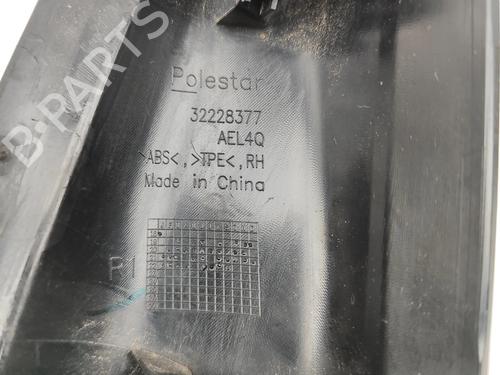 Polestar
32228377
AEL4Q
>ABS<,>TPE<,RH
Made in China
P1
B-PARTS